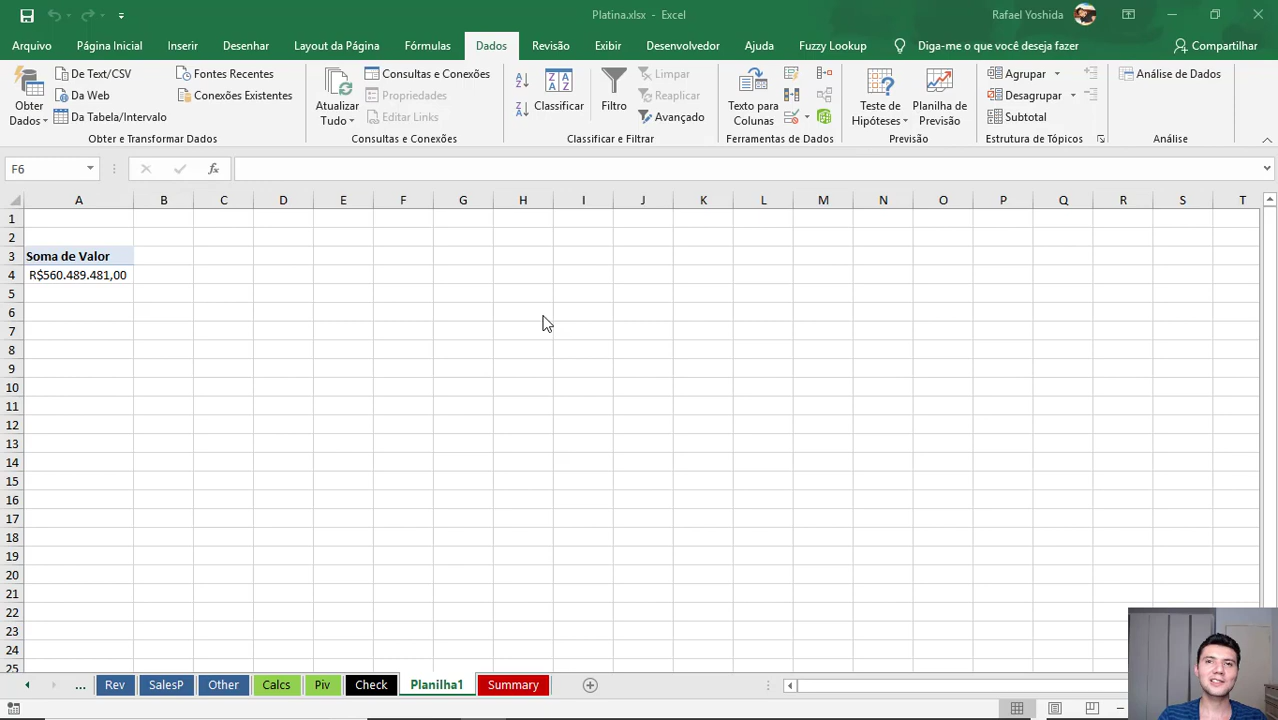 Platina.xlsx - Excel
Rafael Yoshida
Arquivo Página Inicial Inserir Desenhar Layout da Página Fórmulas Dados Revisão Exibir Desenvolvedor Ajuda Fuzzy Lookup Diga-me o que você deseja fazer Compartilhar
Obter Dados
De Text/CSV
Da Web
Da Tabela/Intervalo
Fontes Recentes
Conexões Existentes
Obter e Transformar Dados
Atualizar Tudo
Consultas e Conexões
Propriedades
Editar Links
Consultas e Conexões
Classificar
Filtro
Limpar
Reaplicar
Avançado
Classificar e Filtrar
Texto para Colunas
Ferramentas de Dados
Teste de Hipóteses
Planilha de Previsão
Previsão
Agrupar
Desagrupar
Subtotal
Estrutura de Tópicos
Análise de Dados
Análise
F6
fx
A B C D E F G H I J K L M N O P Q R S T
1
2
3 Soma de Valor
4 R$560.489.481,00
5
6
7
8
9
10
11
12
13
14
15
16
17
18
19
20
21
22
23
24
25
... Rev SalesP Other Calcs Piv Check Planilha1 Summary